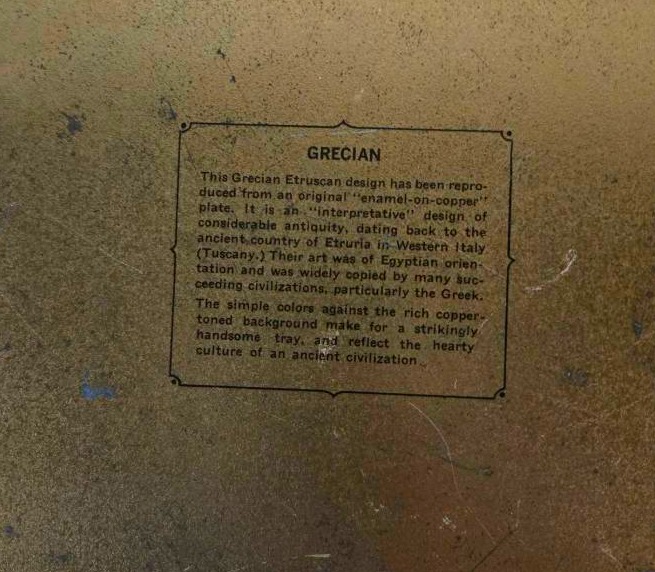 GRECIAN
This Grecian Etruscan design has been repro-
duced from an original "enamel-on-copper"
plate. It is an "interpretative" design of
considerable antiquity, dating back to the
ancient country of Etruria in Western Italy
(Tuscany.) Their art was of Egyptian orien-
tation and was widely copied by many suc-
ceeding civilizations, particularly the Greek.
The simple colors against the rich copper-
toned background make for a strikingly
handsome tray, and reflect the hearty
culture of an ancient civilization